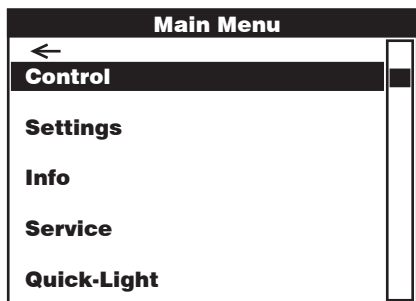 Main Menu
←
Control
Settings
Info
Service
Quick-Light